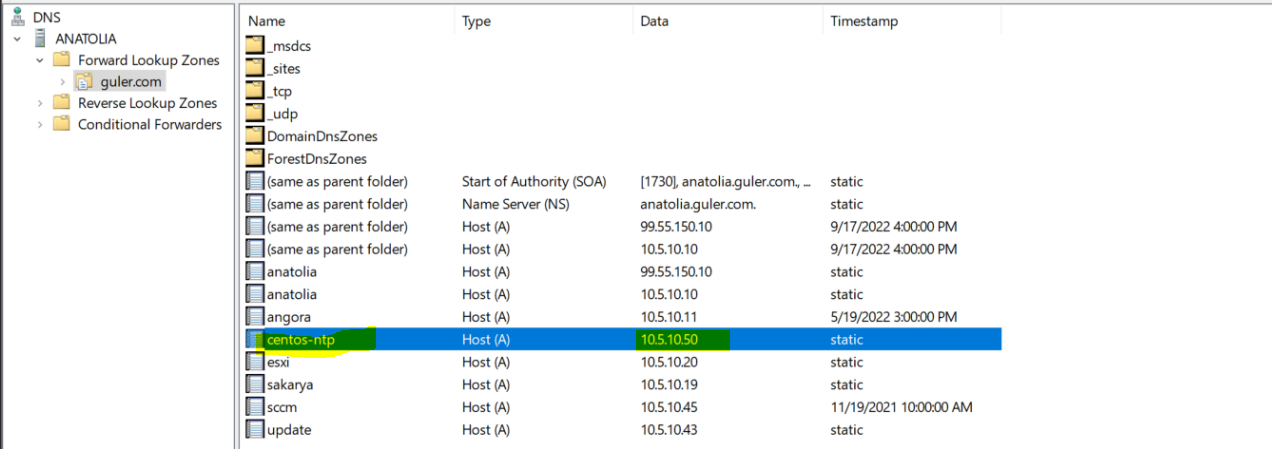 DNS
ANATOLIA
Forward Lookup Zones
guler.com
Reverse Lookup Zones
Conditional Forwarders
Name Type Data Timestamp
_msdcs
_sites
_tcp
_udp
DomainDnsZones
ForestDnsZones
(same as parent folder) Start of Authority (SOA) [1730], anatolia.guler.com., ... static
(same as parent folder) Name Server (NS) anatolia.guler.com. static
(same as parent folder) Host (A) 99.55.150.10 9/17/2022 4:00:00 PM
(same as parent folder) Host (A) 10.5.10.10 9/17/2022 4:00:00 PM
anatolia Host (A) 99.55.150.10 static
anatolia Host (A) 10.5.10.10 static
angora Host (A) 10.5.10.11 5/19/2022 3:00:00 PM
centos-ntp Host (A) 10.5.10.50 static
esxi Host (A) 10.5.10.20 static
sakarya Host (A) 10.5.10.19 static
sccm Host (A) 10.5.10.45 11/19/2021 10:00:00 AM
update Host (A) 10.5.10.43 static